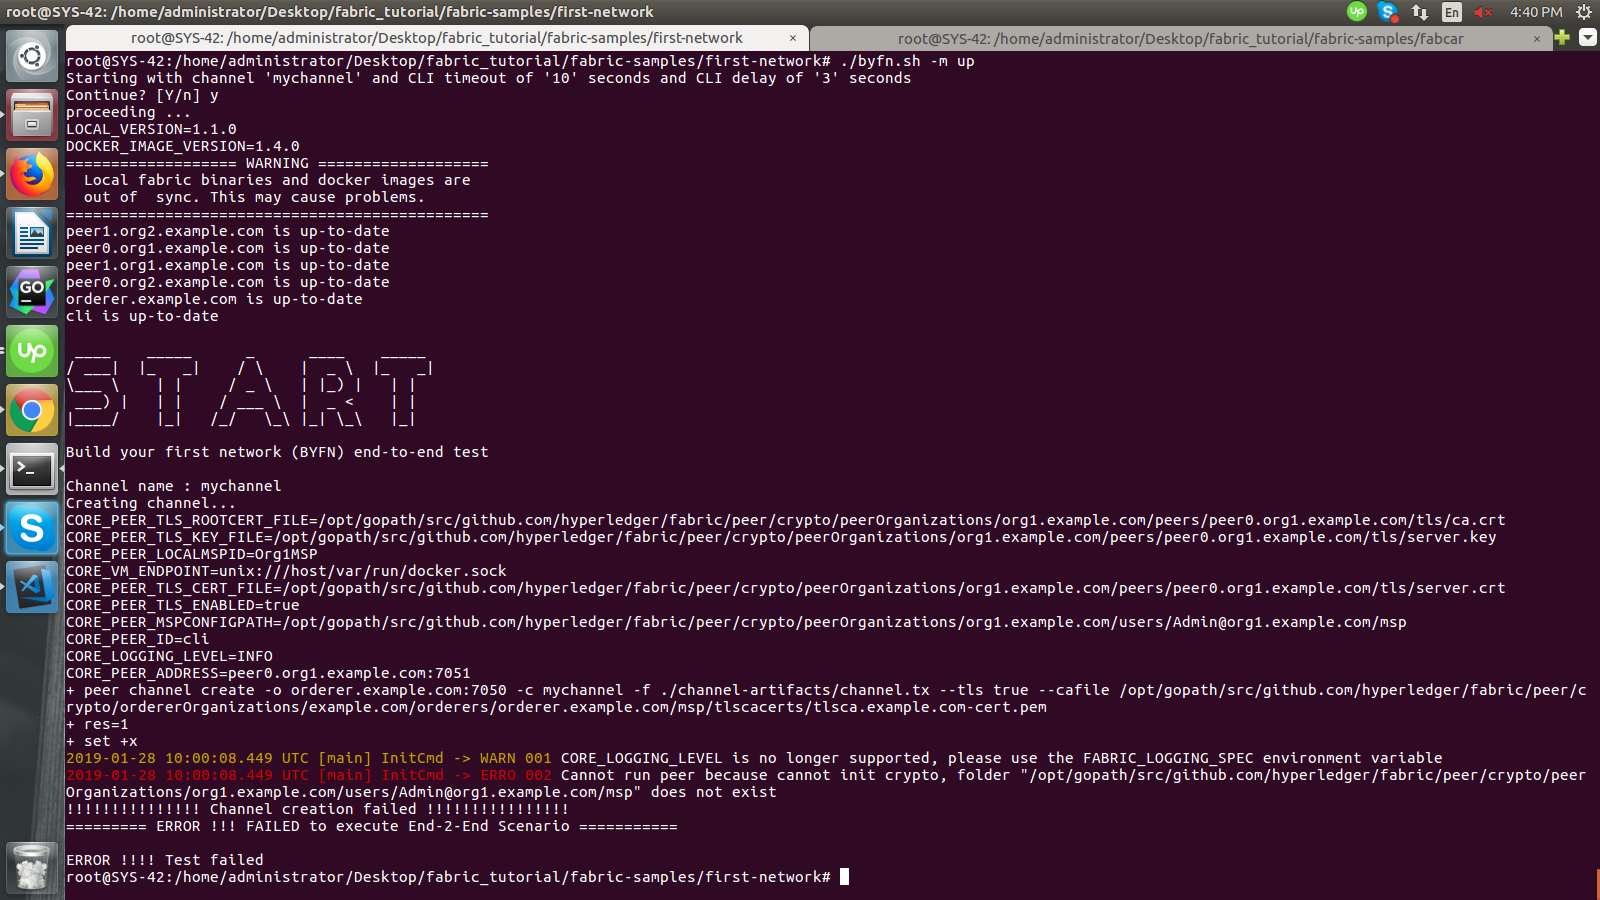 root@SYS-42: /home/administrator/Desktop/fabric_tutorial/fabric-samples/first-network
Up
S
En
4:40 PM
root@SYS-42: /home/administrator/Desktop/fabric_tutorial/fabric-samples/first-network ×
root@SYS-42: /home/administrator/Desktop/fabric_tutorial/fabric-samples/fabcar ×
root@SYS-42:/home/administrator/Desktop/fabric_tutorial/fabric-samples/first-network# ./byfn.sh -m up
Starting with channel 'mychannel' and CLI timeout of '10' seconds and CLI delay of '3' seconds
Continue? [Y/n] y
proceeding ...
LOCAL_VERSION=1.1.0
DOCKER_IMAGE_VERSION=1.4.0
=================== WARNING ===================
  Local fabric binaries and docker images are
  out of  sync. This may cause problems.
===============================================
peer1.org2.example.com is up-to-date
peer0.org1.example.com is up-to-date
peer1.org1.example.com is up-to-date
peer0.org2.example.com is up-to-date
orderer.example.com is up-to-date
cli is up-to-date
START
Build your first network (BYFN) end-to-end test
Channel name : mychannel
Creating channel...
CORE_PEER_TLS_ROOTCERT_FILE=/opt/gopath/src/github.com/hyperledger/fabric/peer/crypto/peerOrganizations/org1.example.com/peers/peer0.org1.example.com/tls/ca.crt
CORE_PEER_TLS_KEY_FILE=/opt/gopath/src/github.com/hyperledger/fabric/peer/crypto/peerOrganizations/org1.example.com/peers/peer0.org1.example.com/tls/server.key
CORE_PEER_LOCALMSPID=Org1MSP
CORE_VM_ENDPOINT=unix:///host/var/run/docker.sock
CORE_PEER_TLS_CERT_FILE=/opt/gopath/src/github.com/hyperledger/fabric/peer/crypto/peerOrganizations/org1.example.com/peers/peer0.org1.example.com/tls/server.crt
CORE_PEER_TLS_ENABLED=true
CORE_PEER_MSPCONFIGPATH=/opt/gopath/src/github.com/hyperledger/fabric/peer/crypto/peerOrganizations/org1.example.com/users/Admin@org1.example.com/msp
CORE_PEER_ID=cli
CORE_LOGGING_LEVEL=INFO
CORE_PEER_ADDRESS=peer0.org1.example.com:7051
+ peer channel create -o orderer.example.com:7050 -c mychannel -f ./channel-artifacts/channel.tx --tls true --cafile /opt/gopath/src/github.com/hyperledger/fabric/peer/c
rypto/ordererOrganizations/example.com/orderers/orderer.example.com/msp/tlscacerts/tlsca.example.com-cert.pem
+ res=1
+ set +x
2019-01-28 10:00:08.449 UTC [main] InitCmd -> WARN 001 CORE_LOGGING_LEVEL is no longer supported, please use the FABRIC_LOGGING_SPEC environment variable
2019-01-28 10:00:08.449 UTC [main] InitCmd -> ERRO 002 Cannot run peer because cannot init crypto, folder "/opt/gopath/src/github.com/hyperledger/fabric/peer/crypto/peer
Organizations/org1.example.com/users/Admin@org1.example.com/msp" does not exist
!!!!!!!!!!!!!!! Channel creation failed !!!!!!!!!!!!!!!!
========= ERROR !!! FAILED to execute End-2-End Scenario ===========
ERROR !!!! Test failed
root@SYS-42:/home/administrator/Desktop/fabric_tutorial/fabric-samples/first-network#
GO
Up
>_
S